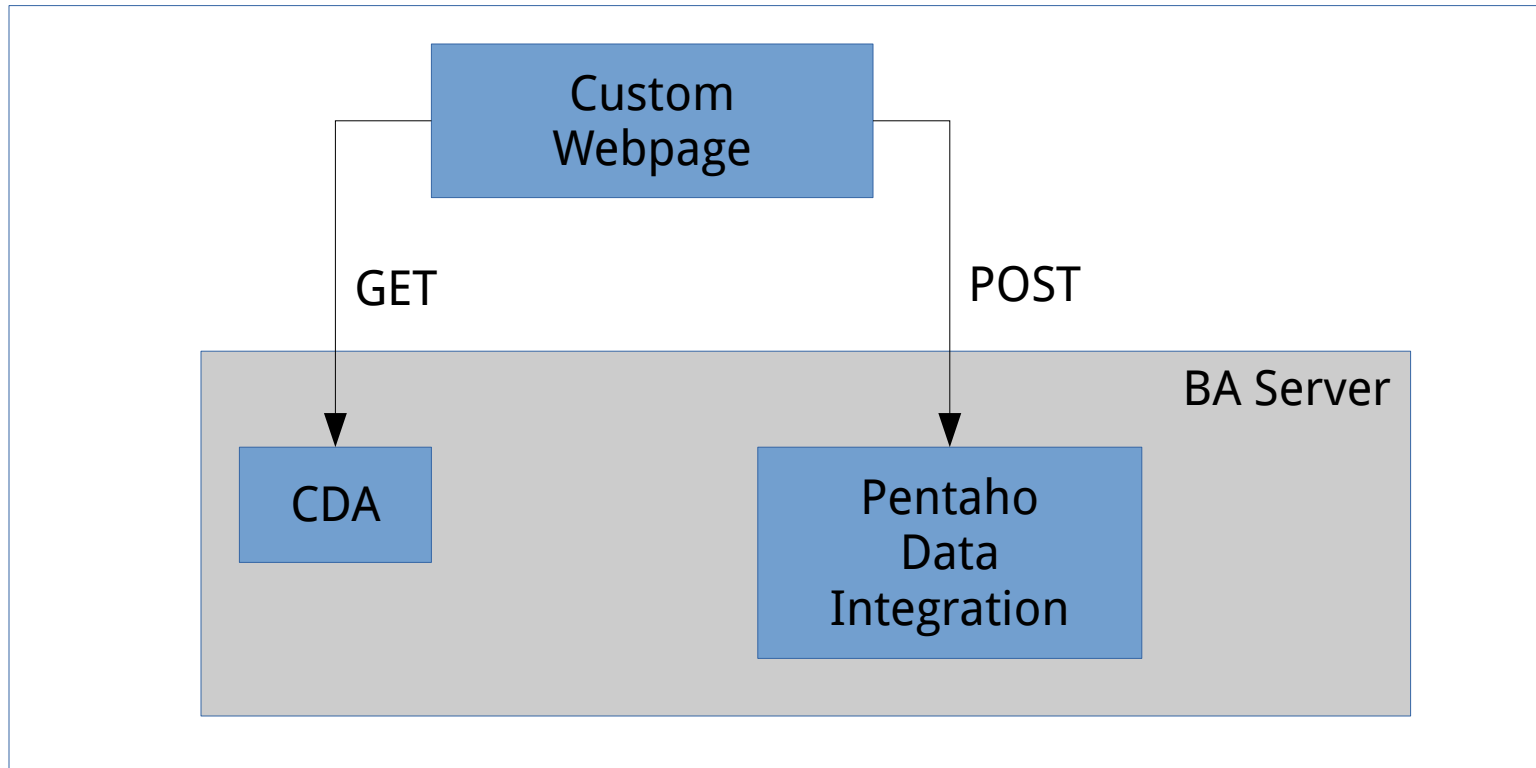 Custom
Webpage
GET
POST
BA Server
CDA
Pentaho
Data
Integration